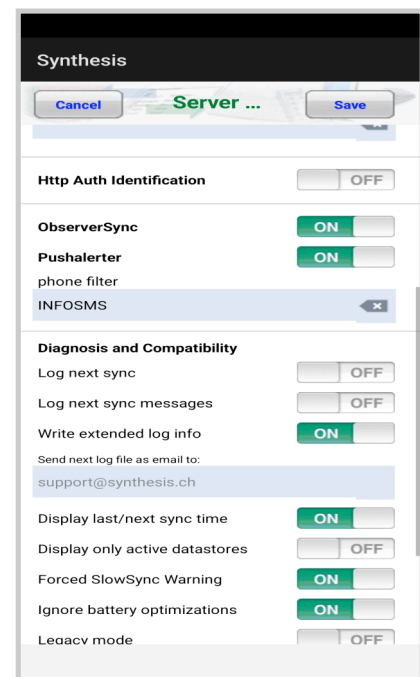 Synthesis
Cancel
Server ...
Save
Http Auth Identification OFF
ObserverSync ON
Pushalerter ON
phone filter
INFOSMS
Diagnosis and Compatibility
Log next sync OFF
Log next sync messages OFF
Write extended log info ON
Send next log file as email to:
support@synthesis.ch
Display last/next sync time ON
Display only active datastores OFF
Forced SlowSync Warning ON
Ignore battery optimizations ON
Legacy mode OFF